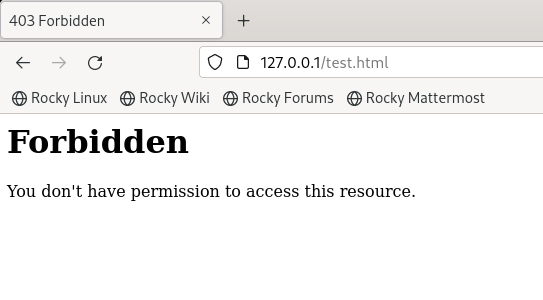 403 Forbidden
127.0.0.1/test.html
Rocky Linux Rocky Wiki Rocky Forums Rocky Mattermost
Forbidden
You don't have permission to access this resource.